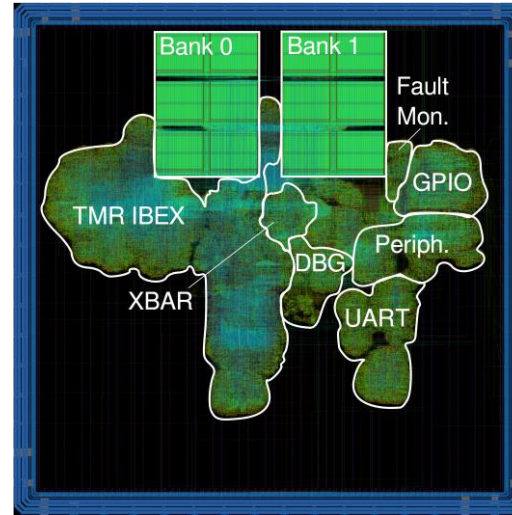 Bank 0
Bank 1
Fault
Mon.
GPIO
TMR IBEX
Periph.
DBG
XBAR
UART